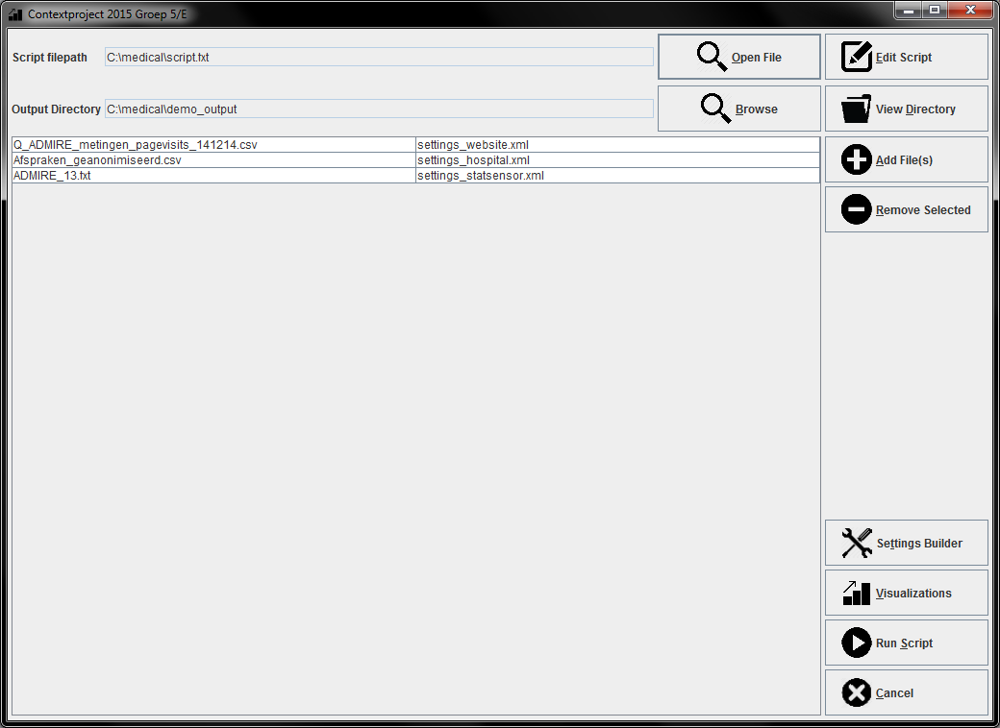 Contextproject 2015 Groep 5/E
Script filepath C:\medical\script.txt Open File Edit Script
Output Directory C:\medical\demo_output Browse View Directory
Q_ADMIRE_metingen_pagevisits_141214.csv settings_website.xml
Afspraken_geanonimiseerd.csv settings_hospital.xml
ADMIRE_13.txt settings_statsensor.xml
Add File(s)
Remove Selected
Settings Builder
Visualizations
Run Script
Cancel